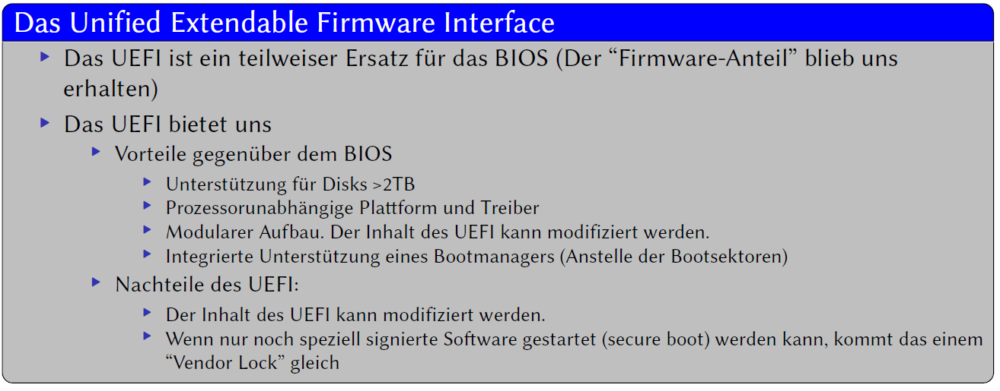 Das Unified Extendable Firmware Interface
Das UEFI ist ein teilweiser Ersatz für das BIOS (Der “Firmware-Anteil” blieb uns
erhalten)
Das UEFI bietet uns
Vorteile gegenüber dem BIOS
Unterstützung für Disks >2TB
Prozessorunabhängige Plattform und Treiber
Modularer Aufbau. Der Inhalt des UEFI kann modifiziert werden.
Integrierte Unterstützung eines Bootmanagers (Anstelle der Bootsektoren)
Nachteile des UEFI:
Der Inhalt des UEFI kann modifiziert werden.
Wenn nur noch speziell signierte Software gestartet (secure boot) werden kann, kommt das einem
“Vendor Lock” gleich